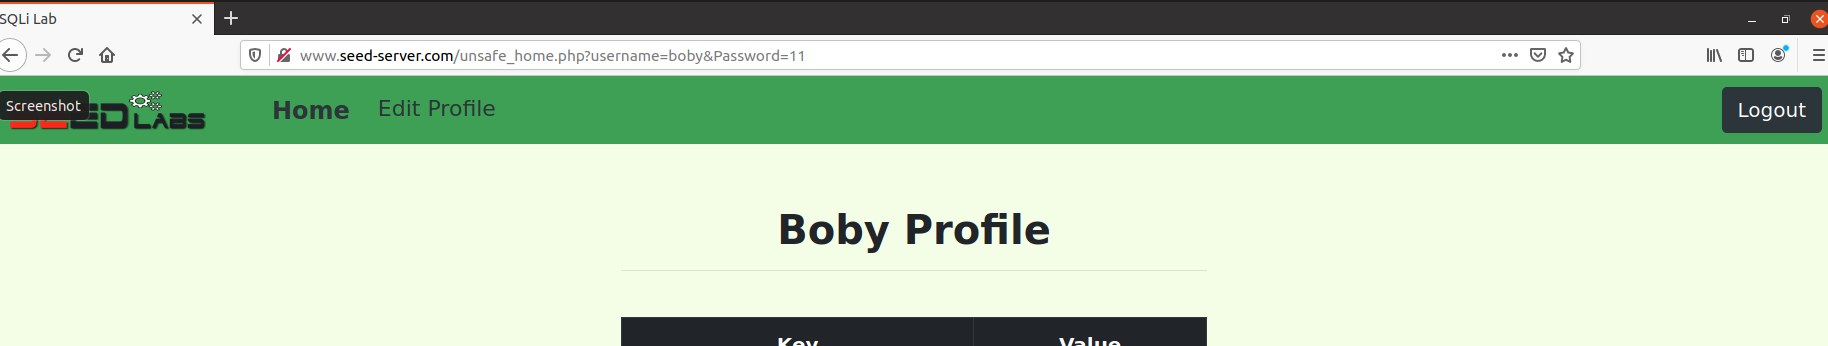 SQLi Lab
www.seed-server.com/unsafe_home.php?username=boby&Password=11
Screenshot
SEED LABS
Home
Edit Profile
Logout
Boby Profile
Key
Value